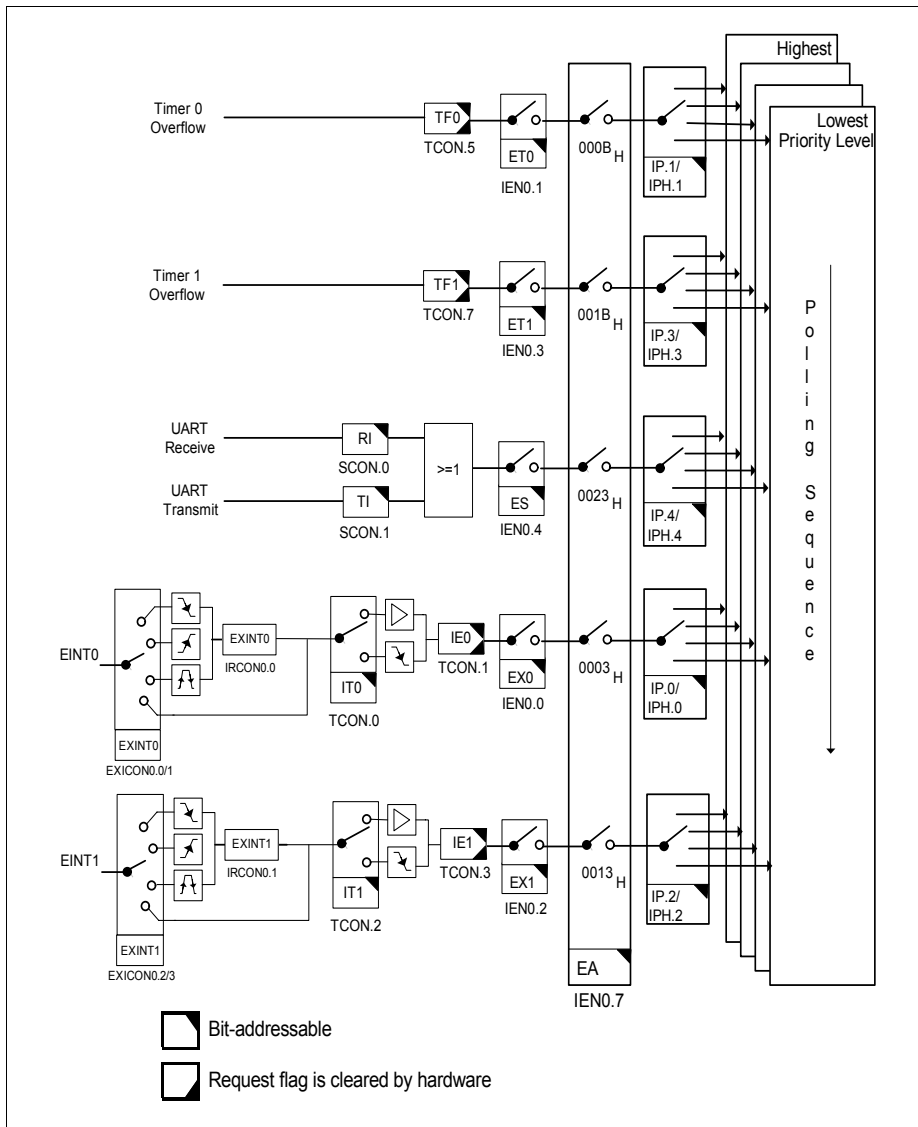 Highest
Lowest
Priority Level
Timer 0
Overflow
TF0
TCON.5
ET0
IEN0.1
000B H
IP.1/
IPH.1
Timer 1
Overflow
TF1
TCON.7
ET1
IEN0.3
001B H
IP.3/
IPH.3
UART
Receive
RI
SCON.0
UART
Transmit
TI
SCON.1
>=1
ES
IEN0.4
0023 H
IP.4/
IPH.4
EINT0
EXINT0
EXICON0.0/1
EXINT0
IRCON0.0
IT0
TCON.0
IE0
TCON.1
EX0
IEN0.0
0003 H
IP.0/
IPH.0
EINT1
EXINT1
EXICON0.2/3
EXINT1
IRCON0.1
IT1
TCON.2
IE1
TCON.3
EX1
IEN0.2
0013 H
IP.2/
IPH.2
EA
IEN0.7
Polling Sequence
Bit-addressable
Request flag is cleared by hardware